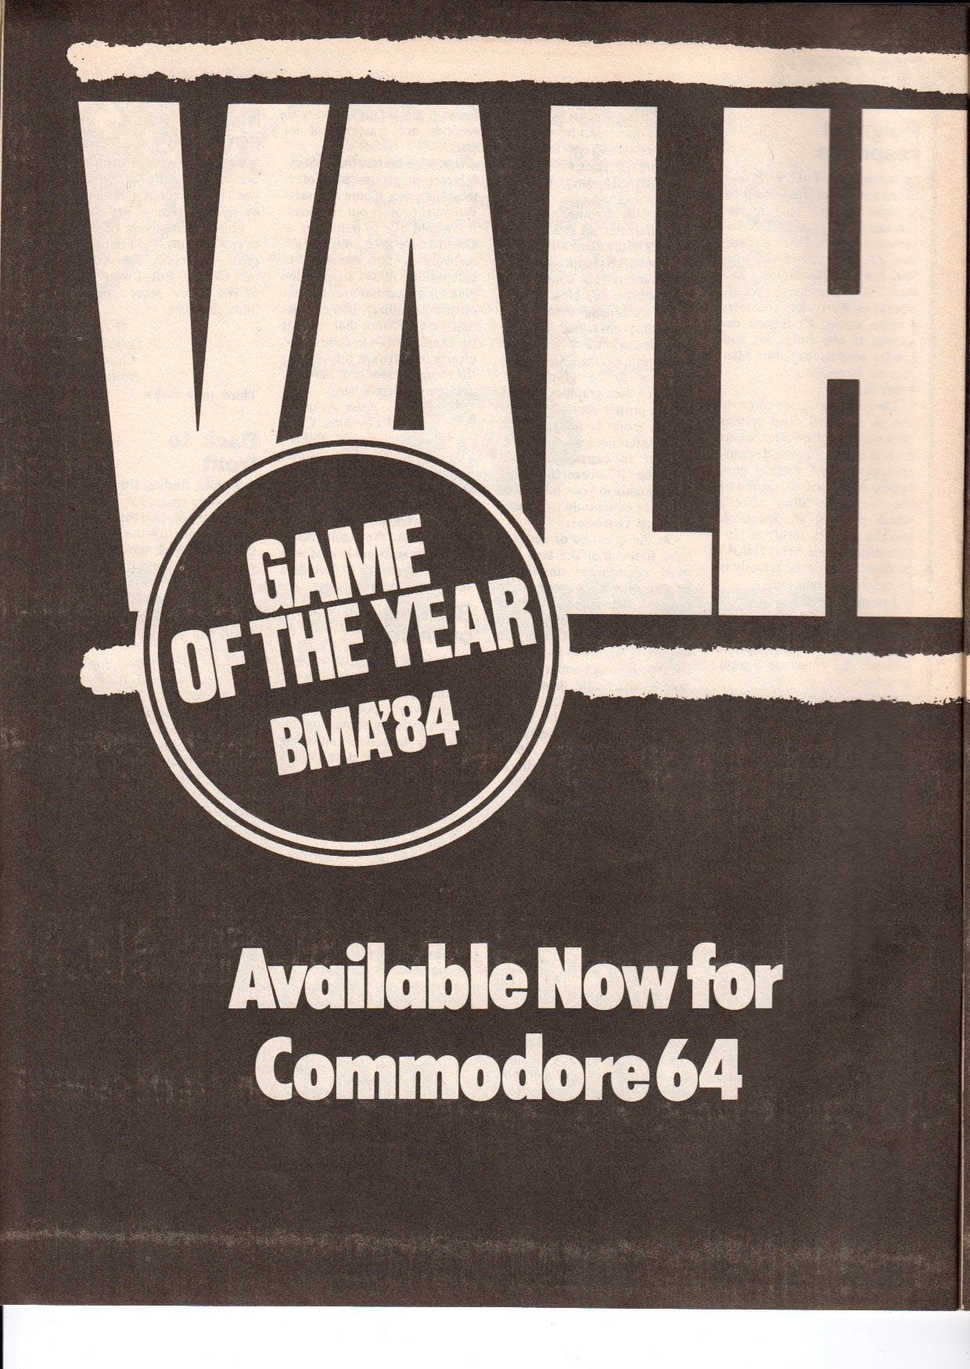 VALH
GAME
OF THE YEAR
BMA'84
Available Now for
Commodore 64